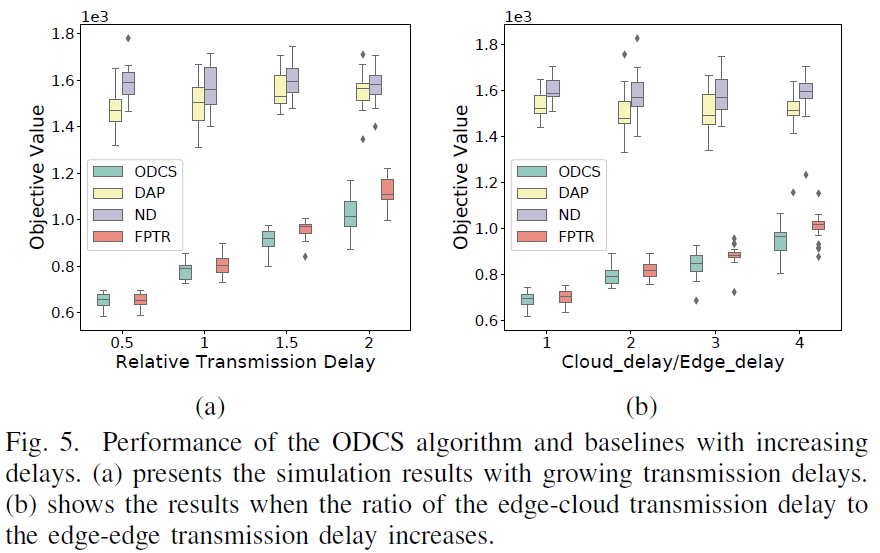 1e3
1.8
1.6
1.4
1.2
1.0
0.8
0.6
Objective Value
ODCS
DAP
ND
FPTR
0.5 1 1.5 2
Relative Transmission Delay
(a)
1e3
1.8
1.6
1.4
1.2
1.0
0.8
0.6
Objective Value
ODCS
DAP
ND
FPTR
1 2 3 4
Cloud_delay/Edge_delay
(b)
Fig. 5. Performance of the ODCS algorithm and baselines with increasing
delays. (a) presents the simulation results with growing transmission delays.
(b) shows the results when the ratio of the edge-cloud transmission delay to
the edge-edge transmission delay increases.